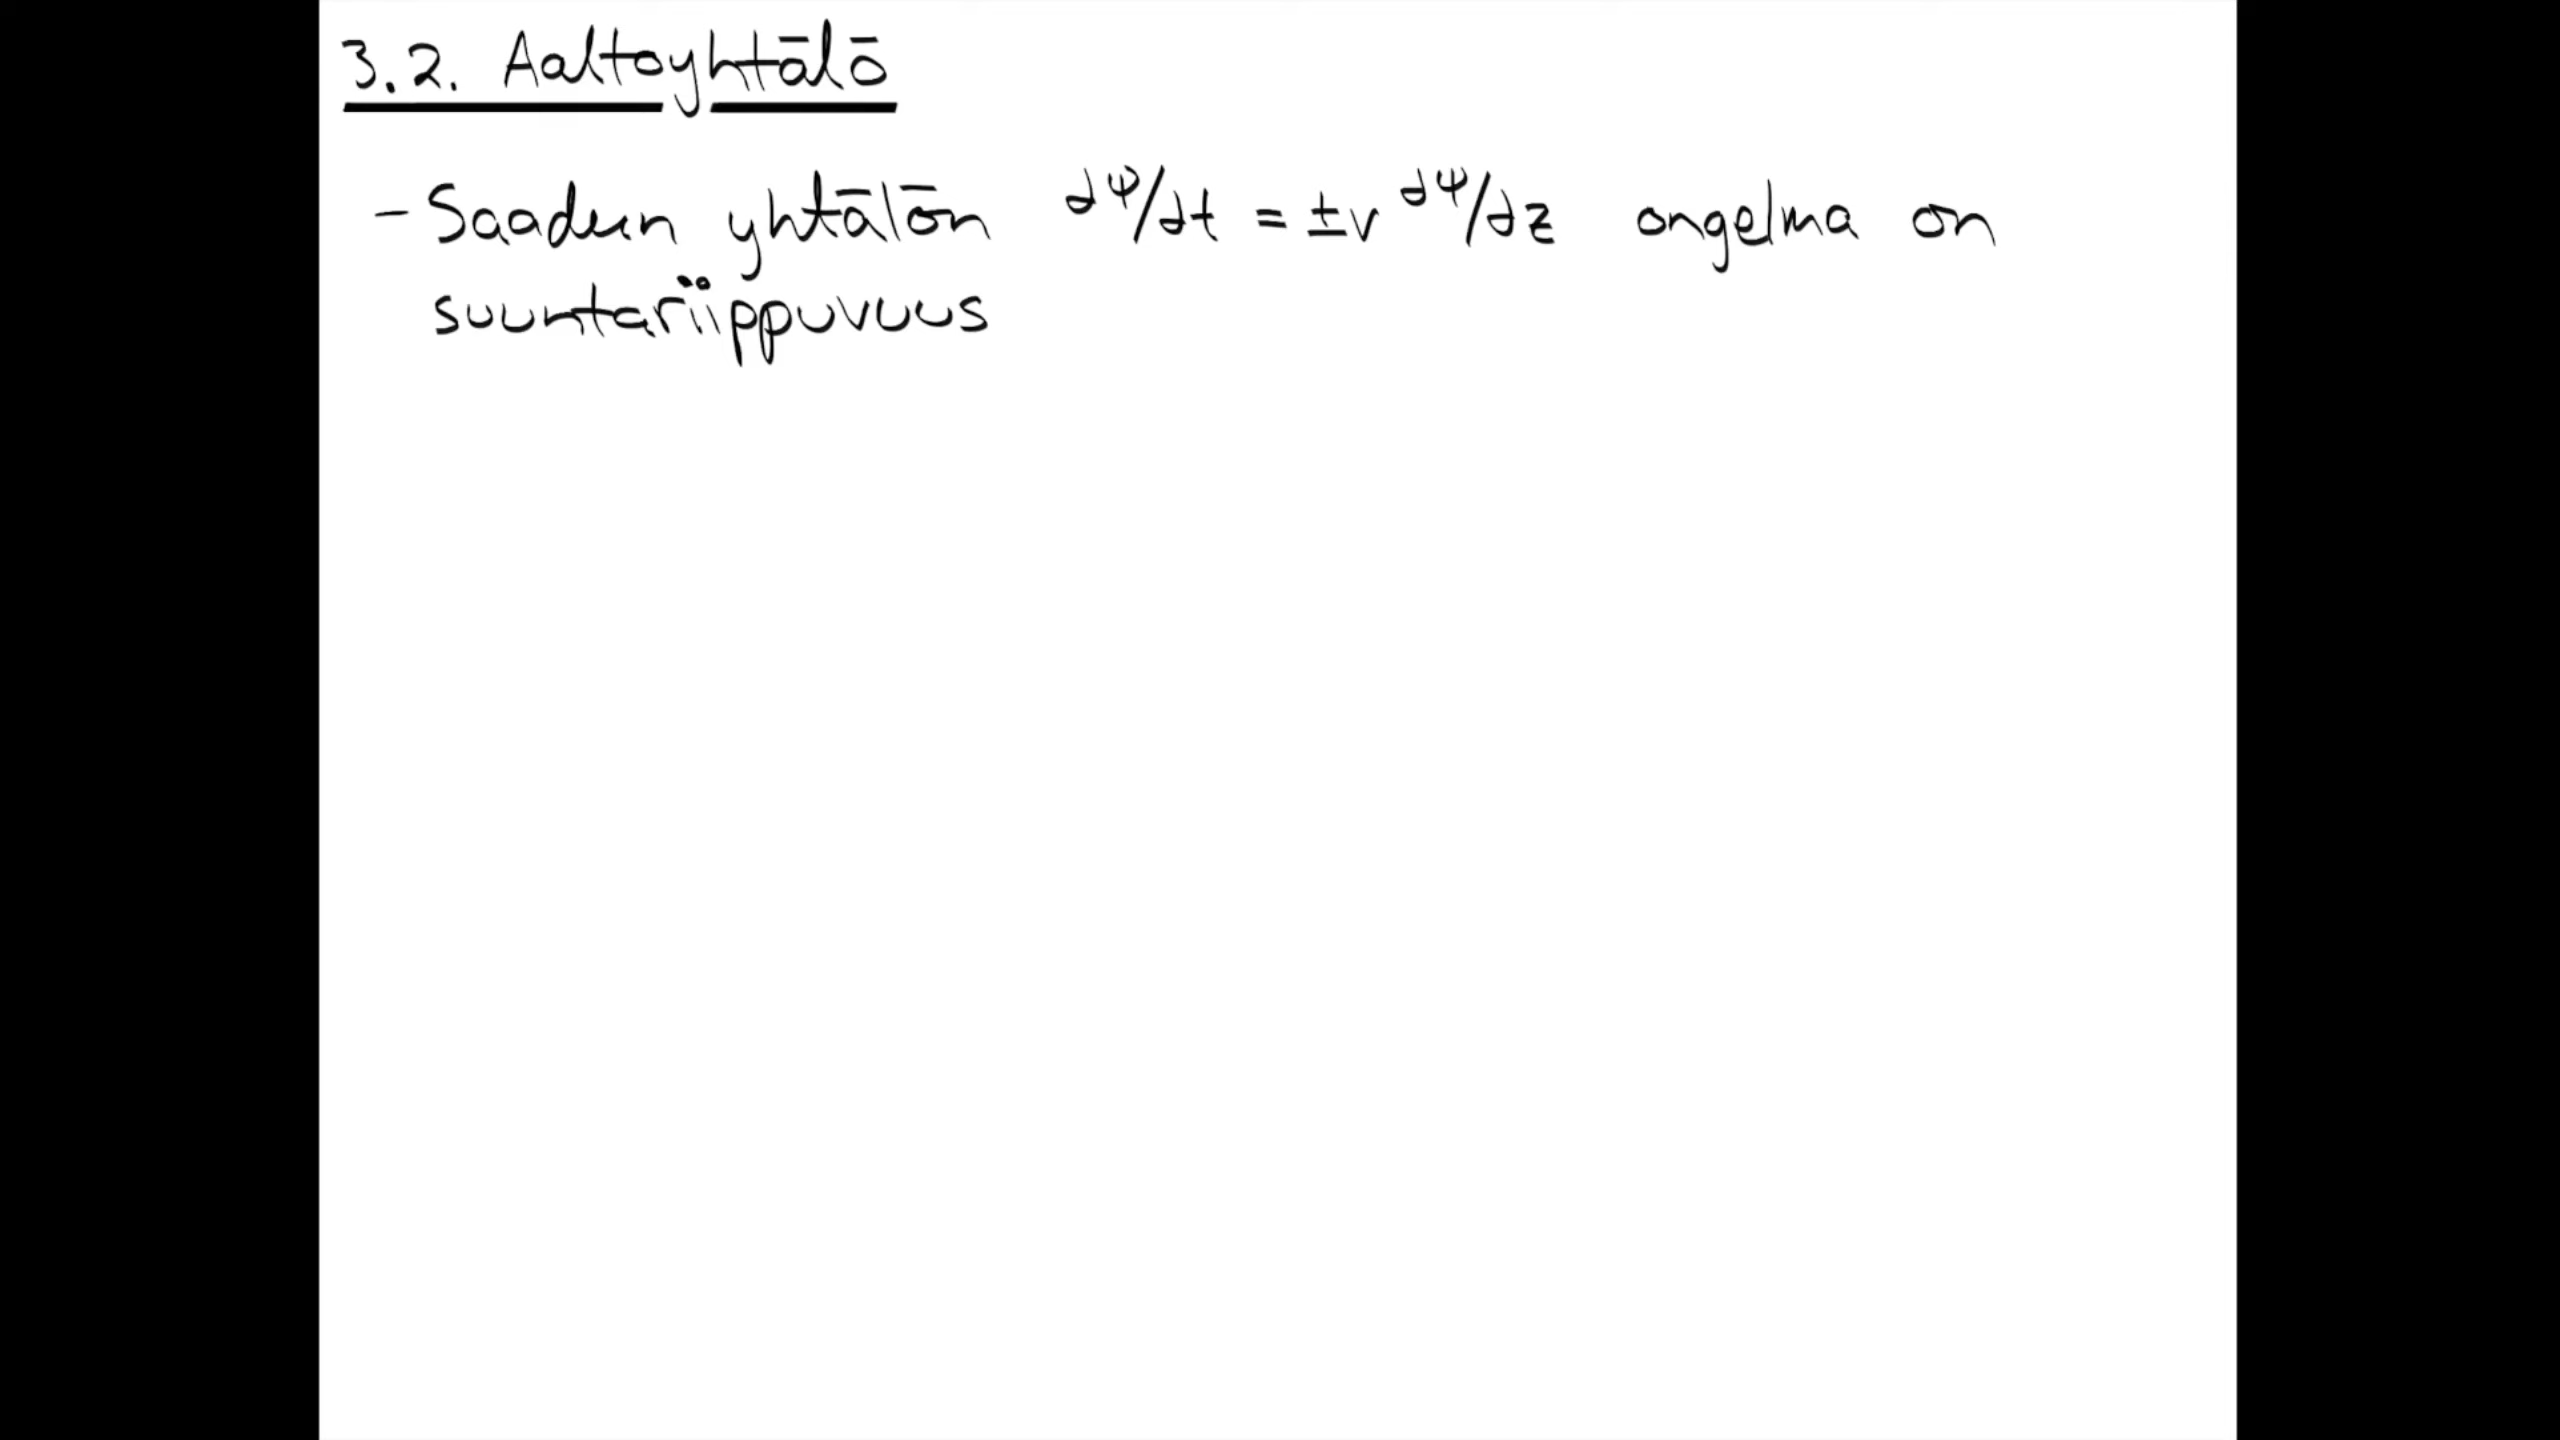 3.2. Aaltoyhtälö
- Saadun yhtälön ∂ψ/∂t = ±v ∂ψ/∂z ongelma on
suuntariippuvuus